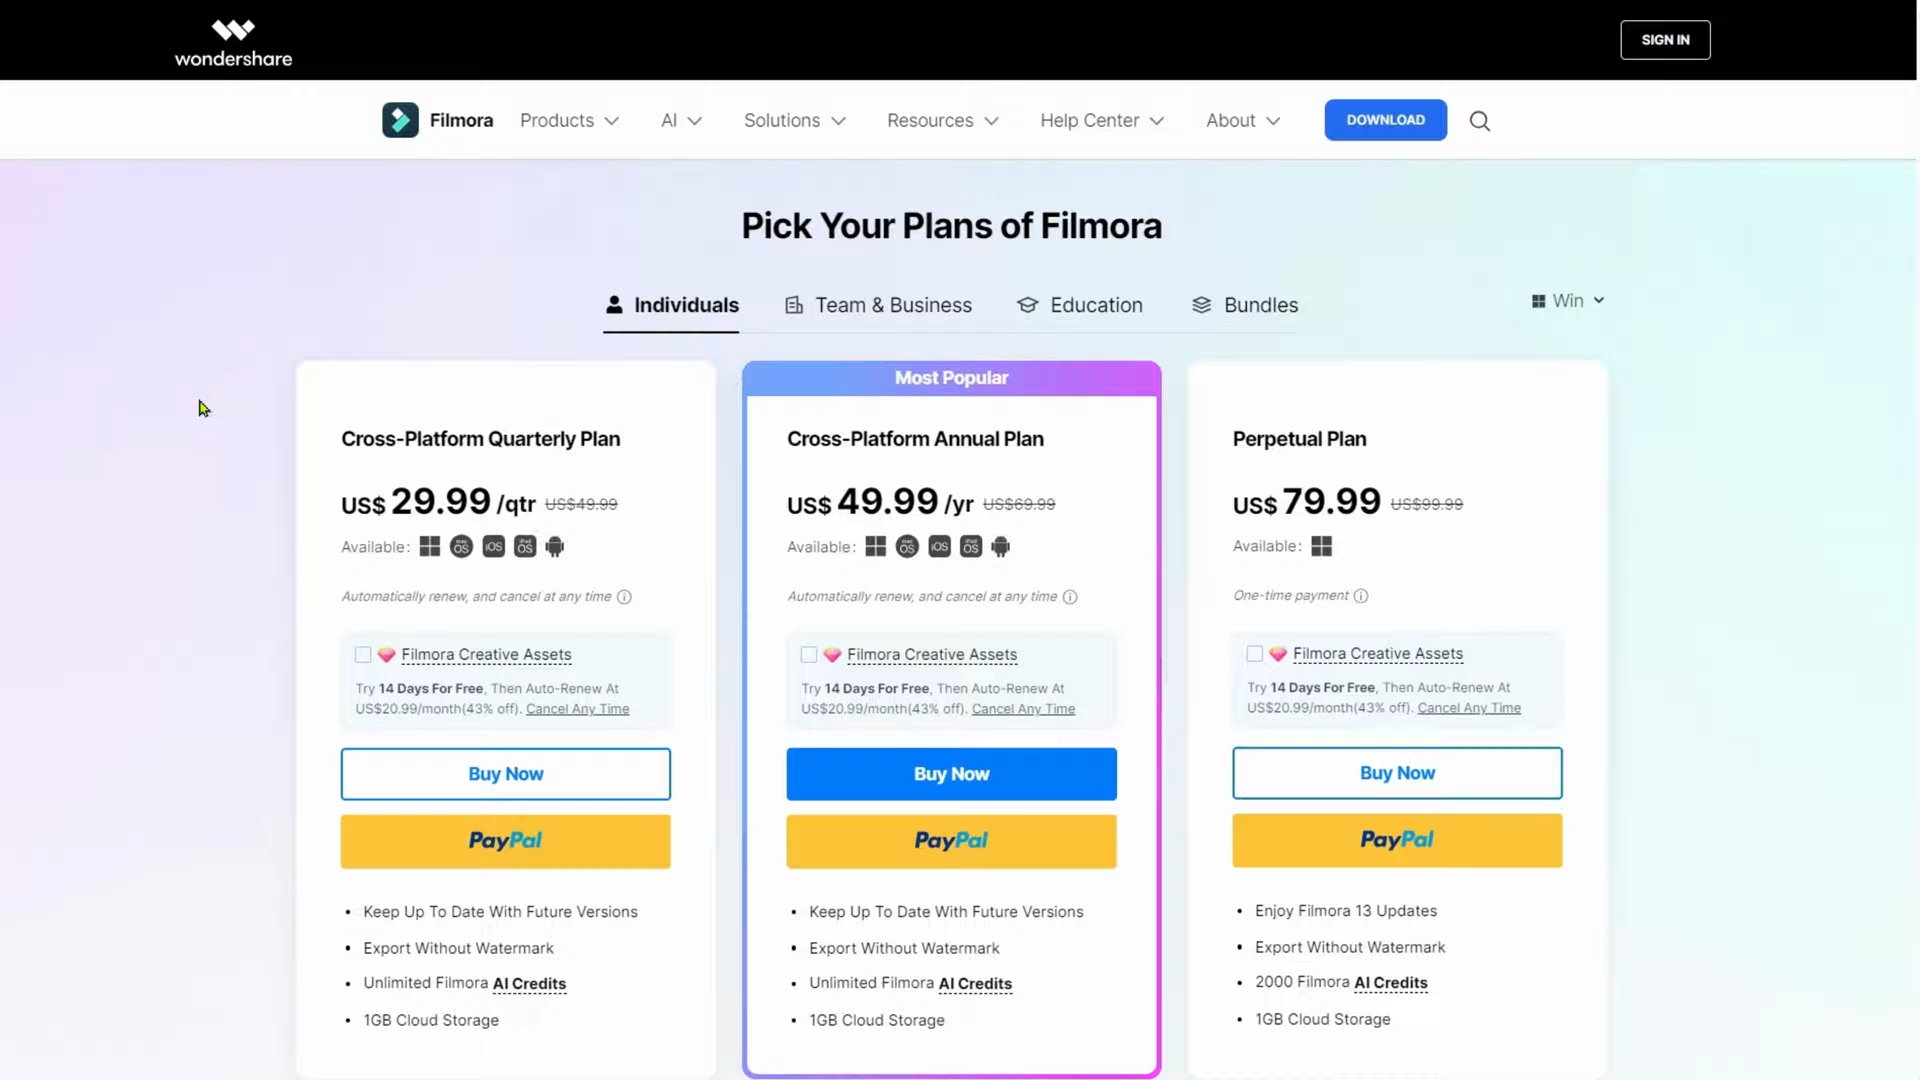 wondershare
SIGN IN
Filmora Products AI Solutions Resources Help Center About DOWNLOAD
Pick Your Plans of Filmora
Individuals Team & Business Education Bundles Win
Most Popular
Cross-Platform Quarterly Plan
US$ 29.99 /qtr US$49.99
Available: mac OS iOS iPad OS
Automatically renew, and cancel at any time
Filmora Creative Assets
Try 14 Days For Free, Then Auto-Renew At
US$20.99/month(43% off). Cancel Any Time
Buy Now
PayPal
• Keep Up To Date With Future Versions
• Export Without Watermark
• Unlimited Filmora AI Credits
• 1GB Cloud Storage
Cross-Platform Annual Plan
US$ 49.99 /yr US$69.99
Available: mac OS iOS iPad OS
Automatically renew, and cancel at any time
Filmora Creative Assets
Try 14 Days For Free, Then Auto-Renew At
US$20.99/month(43% off). Cancel Any Time
Buy Now
PayPal
• Keep Up To Date With Future Versions
• Export Without Watermark
• Unlimited Filmora AI Credits
• 1GB Cloud Storage
Perpetual Plan
US$ 79.99 US$99.99
Available:
One-time payment
Filmora Creative Assets
Try 14 Days For Free, Then Auto-Renew At
US$20.99/month(43% off). Cancel Any Time
Buy Now
PayPal
• Enjoy Filmora 13 Updates
• Export Without Watermark
• 2000 Filmora AI Credits
• 1GB Cloud Storage